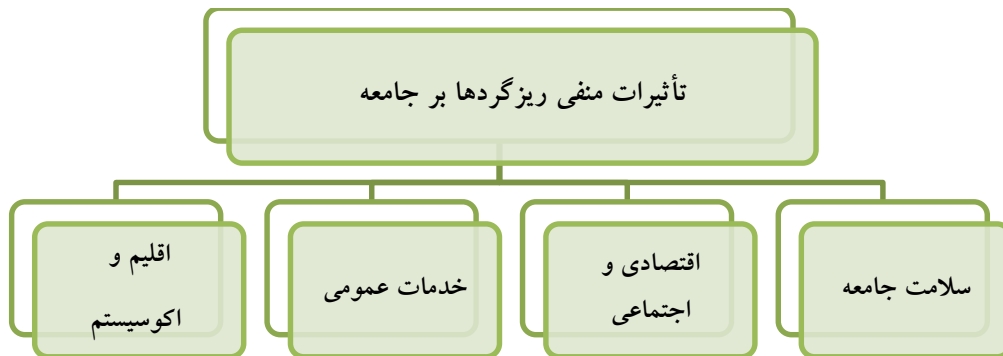 تأثیرات منفی ریزگردها بر جامعه
سلامت جامعه
اقتصادی و
اجتماعی
خدمات عمومی
اقلیم و
اکوسیستم